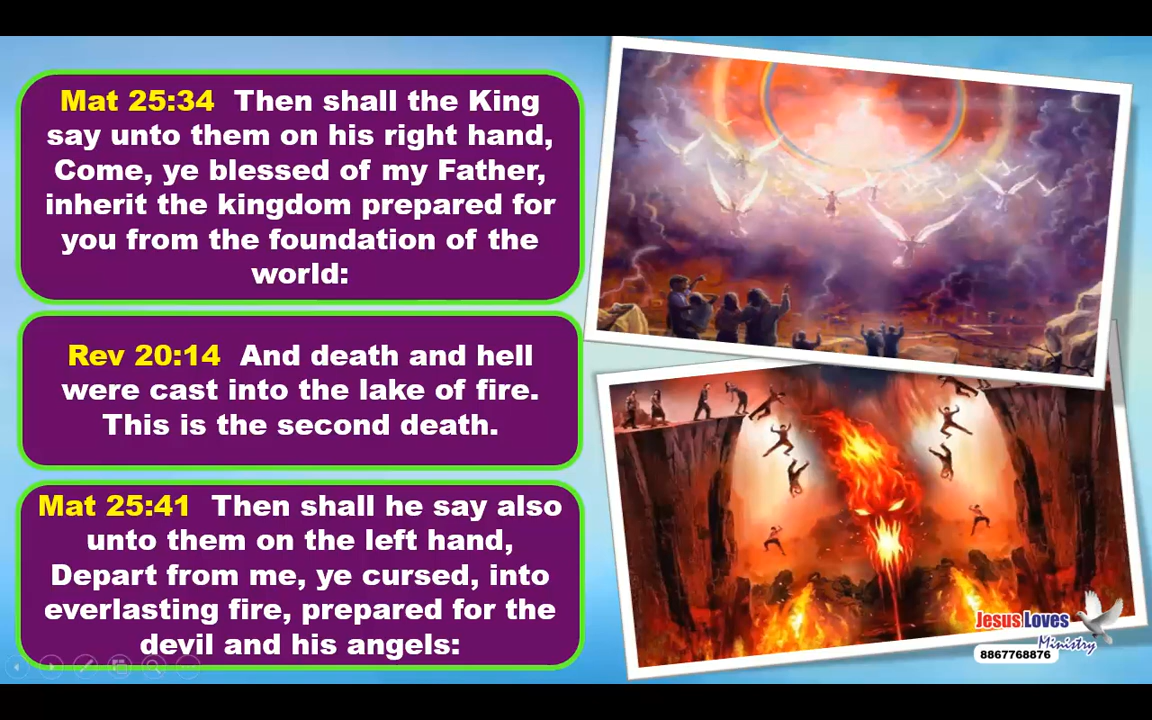 Mat 25:34 Then shall the King
say unto them on his right hand,
Come, ye blessed of my Father,
inherit the kingdom prepared for
you from the foundation of the
world:
Rev 20:14 And death and hell
were cast into the lake of fire.
This is the second death.
Mat 25:41 Then shall he say also
unto them on the left hand,
Depart from me, ye cursed, into
everlasting fire, prepared for the
devil and his angels:
Jesus Loves
Ministry
8867768876